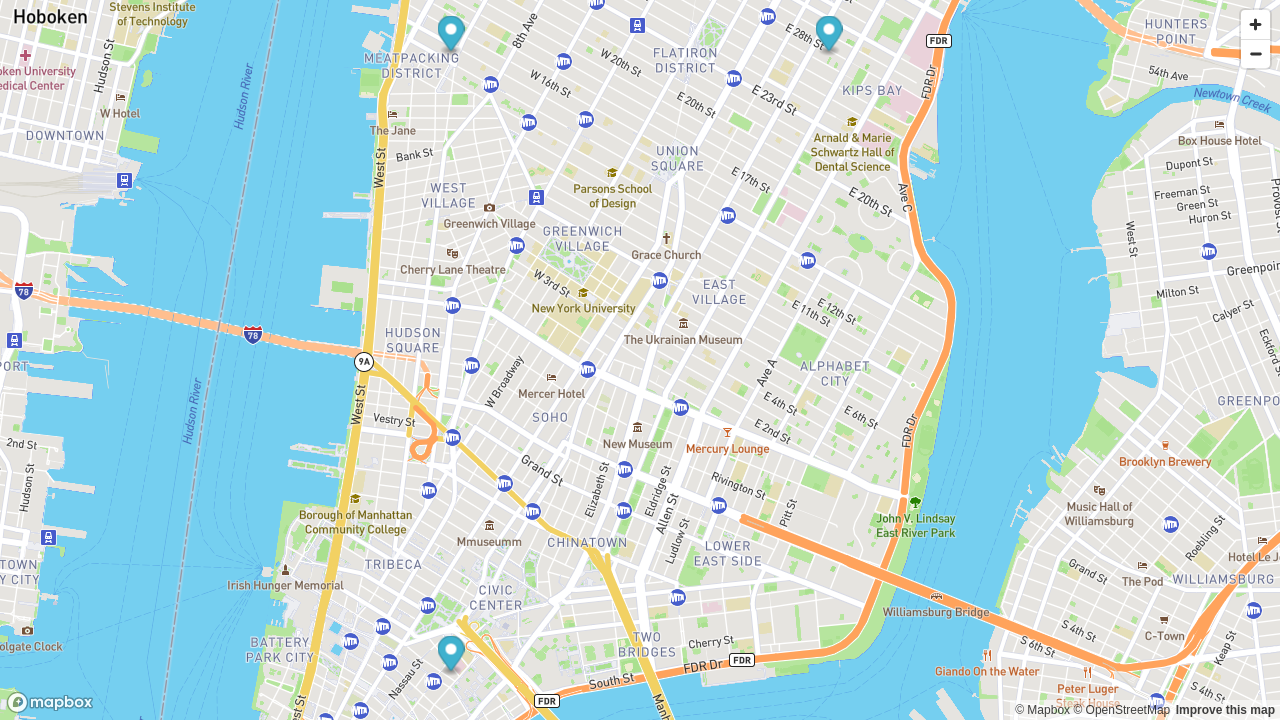 Hoboken
Stevens Institute
of Technology
8th Ave
E 28th St
FLATIRON
DISTRICT
W 20th St
FDR
HUNTERS
POINT
MEATPACKING
DISTRICT
Hudson St
Hudson River
W 16th St
E 20th St
E 23rd St
KIPS BAY
FDR Dr
54th Ave
Newtown Creek
oken University
edical Center
W Hotel
DOWNTOWN
The Jane
Bank St
West St
Arnald & Marie
Schwartz Hall of
Dental Science
Box House Hotel
UNION
SQUARE
E 17th St
E 20th St
Ave C
Dupont St
Freeman St
Green St
Huron St
Provost
WEST
VILLAGE
Parsons School
of Design
Greenwich Village
GREENWICH
VILLAGE
Grace Church
West St
Cherry Lane Theatre
W 3rd St
New York University
EAST
VILLAGE
E 12th St
E 11th St
Greenpoin
Milton St
Calyer St
Eckford S
78
78
9A
HUDSON
SQUARE
The Ukrainian Museum
ALPHABET
CITY
Ave A
PORT
W Broadway
Mercer Hotel
SOHO
Hudson River
West St
Vestry St
E 4th St
E 6th St
E 2nd St
FDR Dr
GREENPO
2nd St
Hudson St
New Museum
Mercury Lounge
Brooklyn Brewery
Grand St
Elizabeth St
Eldridge St
Allen St
Rivington St
Pitt St
Ludlow St
Music Hall of
Williamsburg
John V. Lindsay
East River Park
Roebling St
Borough of Manhattan
Community College
Mmuseumm
CHINATOWN
LOWER
EAST SIDE
Hotel Le J
TOWN
Y CITY
TRIBECA
Irish Hunger Memorial
CIVIC
CENTER
Grand St
The Pod
WILLIAMSBURG
Williamsburg Bridge
C-Town
S 4th St
S 6th St
Keap St
olgate Clock
BATTERY
PARK CITY
TWO
BRIDGES
Cherry St
FDR Dr
FDR
South St
Nassau St
FDR
Manh
st St
Giando On the Water
Peter Luger
Steak House
S 4th St
mapbox
© Mapbox © OpenStreetMap Improve this map